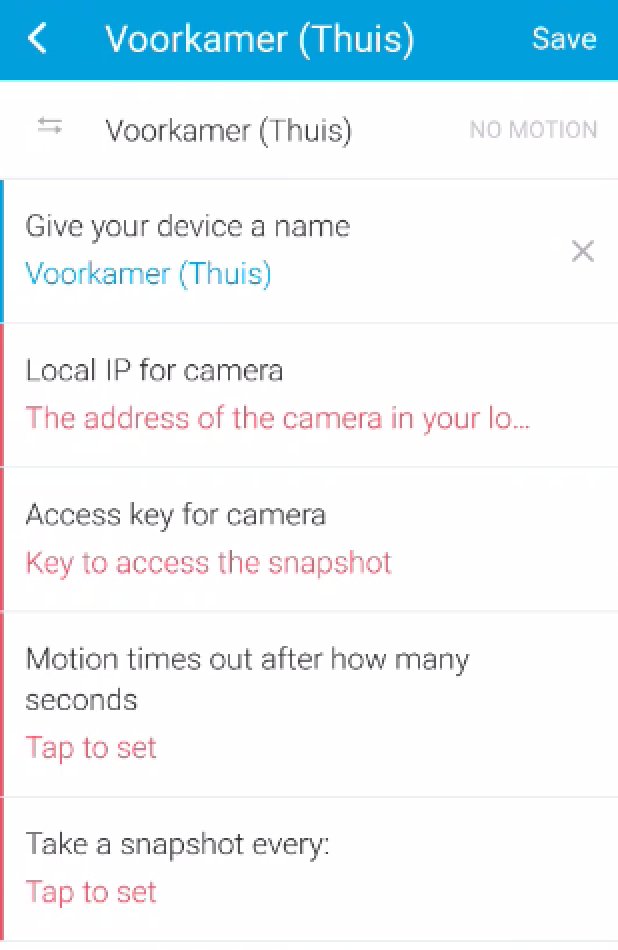 Voorkamer (Thuis) Save
Voorkamer (Thuis) NO MOTION
Give your device a name
Voorkamer (Thuis)
Local IP for camera
The address of the camera in your lo...
Access key for camera
Key to access the snapshot
Motion times out after how many
seconds
Tap to set
Take a snapshot every:
Tap to set